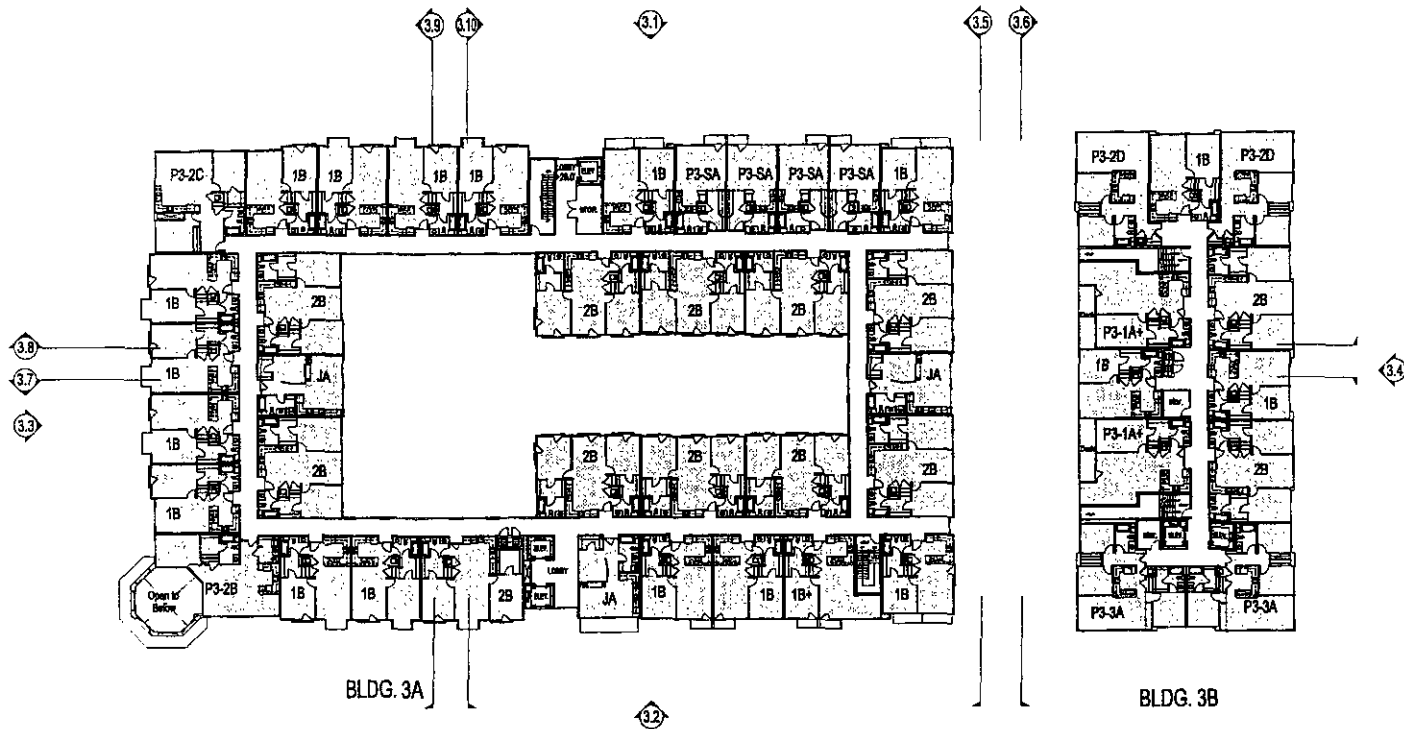 3.9
3.10
3.1
3.5
3.6
P3-2C
1B
1B
1B
1B
LOBBY
ELEV.
STOR.
1B
P3-SA
P3-SA
P3-SA
P3-SA
1B
P3-2D
1B
P3-2D
1B
2B
2B
2B
2B
2B
2B
P3-1A+
3.8
3.7
3.3
1B
JA
JA
1B
1B
3.4
1B
2B
2B
2B
2B
2B
P3-1A+
2B
1B
P3-2B
Open to
Below
1B
1B
2B
ELEV.
LOBBY
ELEV.
JA
1B
1B
1B+
1B
P3-3A
P3-3A
BLDG. 3A
3.2
BLDG. 3B